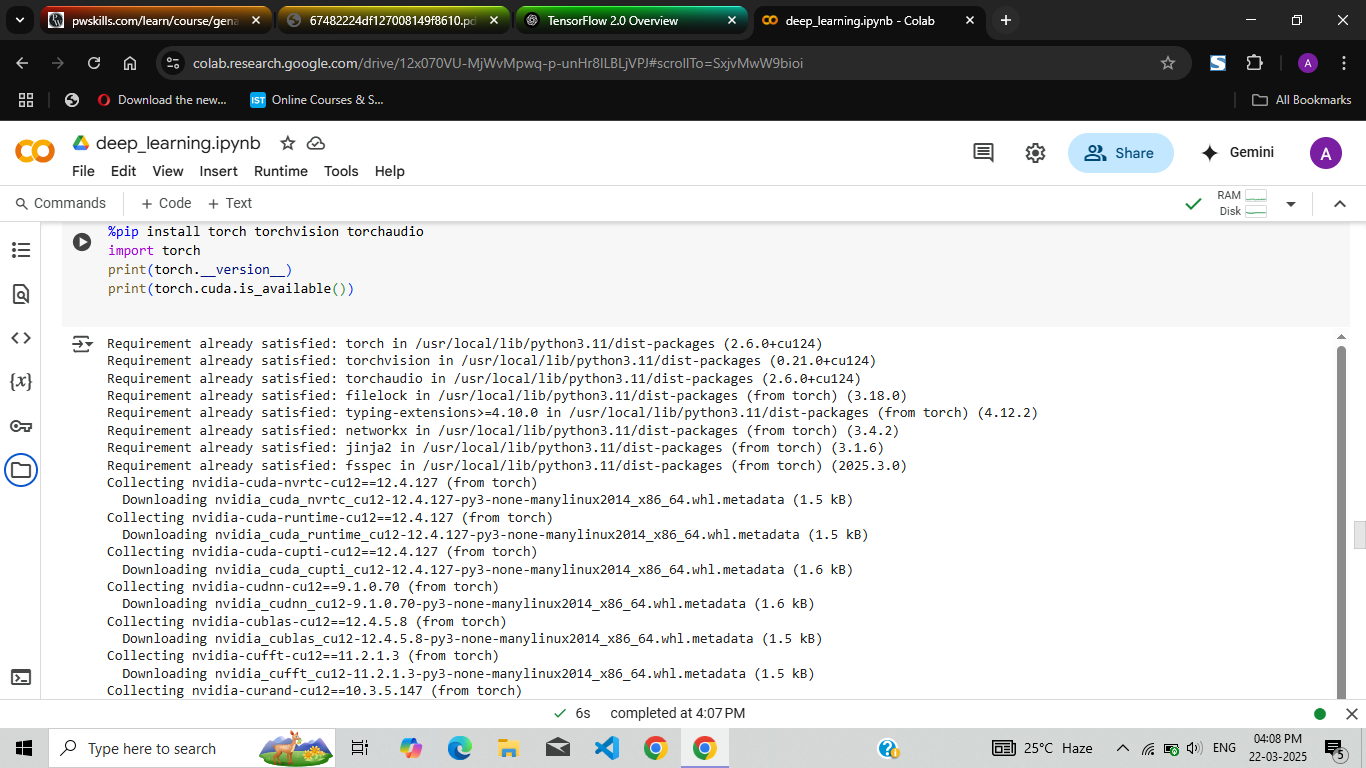 pwskills.com/learn/course/gena
67482224df127008149f8610.pd
TensorFlow 2.0 Overview
deep_learning.ipynb - Colab
colab.research.google.com/drive/12x070VU-MjWvMpwq-p-unHr8ILBLjVPJ#scrollTo=SxjvMwW9bioi
S
A
Download the new...
IST
Online Courses & S...
All Bookmarks
deep_learning.ipynb
File Edit View Insert Runtime Tools Help
Share
Gemini
A
Commands
+ Code + Text
RAM
Disk
%pip install torch torchvision torchaudio
import torch
print(torch.__version__)
print(torch.cuda.is_available())
Requirement already satisfied: torch in /usr/local/lib/python3.11/dist-packages (2.6.0+cu124)
Requirement already satisfied: torchvision in /usr/local/lib/python3.11/dist-packages (0.21.0+cu124)
Requirement already satisfied: torchaudio in /usr/local/lib/python3.11/dist-packages (2.6.0+cu124)
Requirement already satisfied: filelock in /usr/local/lib/python3.11/dist-packages (from torch) (3.18.0)
Requirement already satisfied: typing-extensions>=4.10.0 in /usr/local/lib/python3.11/dist-packages (from torch) (4.12.2)
Requirement already satisfied: networkx in /usr/local/lib/python3.11/dist-packages (from torch) (3.4.2)
Requirement already satisfied: jinja2 in /usr/local/lib/python3.11/dist-packages (from torch) (3.1.6)
Requirement already satisfied: fsspec in /usr/local/lib/python3.11/dist-packages (from torch) (2025.3.0)
Collecting nvidia-cuda-nvrtc-cu12==12.4.127 (from torch)
  Downloading nvidia_cuda_nvrtc_cu12-12.4.127-py3-none-manylinux2014_x86_64.whl.metadata (1.5 kB)
Collecting nvidia-cuda-runtime-cu12==12.4.127 (from torch)
  Downloading nvidia_cuda_runtime_cu12-12.4.127-py3-none-manylinux2014_x86_64.whl.metadata (1.5 kB)
Collecting nvidia-cuda-cupti-cu12==12.4.127 (from torch)
  Downloading nvidia_cuda_cupti_cu12-12.4.127-py3-none-manylinux2014_x86_64.whl.metadata (1.6 kB)
Collecting nvidia-cudnn-cu12==9.1.0.70 (from torch)
  Downloading nvidia_cudnn_cu12-9.1.0.70-py3-none-manylinux2014_x86_64.whl.metadata (1.6 kB)
Collecting nvidia-cublas-cu12==12.4.5.8 (from torch)
  Downloading nvidia_cublas_cu12-12.4.5.8-py3-none-manylinux2014_x86_64.whl.metadata (1.5 kB)
Collecting nvidia-cufft-cu12==11.2.1.3 (from torch)
  Downloading nvidia_cufft_cu12-11.2.1.3-py3-none-manylinux2014_x86_64.whl.metadata (1.5 kB)
Collecting nvidia-curand-cu12==10.3.5.147 (from torch)
6s completed at 4:07 PM
Type here to search
25°C Haze
ENG
04:08 PM
22-03-2025
5